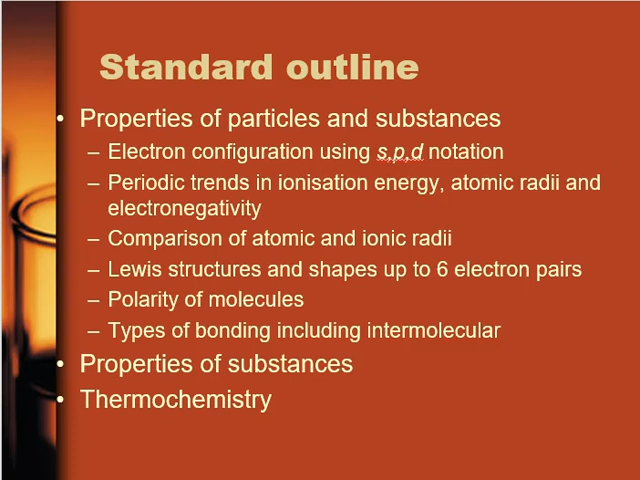 Standard outline
• Properties of particles and substances
– Electron configuration using s,p,d notation
– Periodic trends in ionisation energy, atomic radii and
electronegativity
– Comparison of atomic and ionic radii
– Lewis structures and shapes up to 6 electron pairs
– Polarity of molecules
– Types of bonding including intermolecular
• Properties of substances
• Thermochemistry